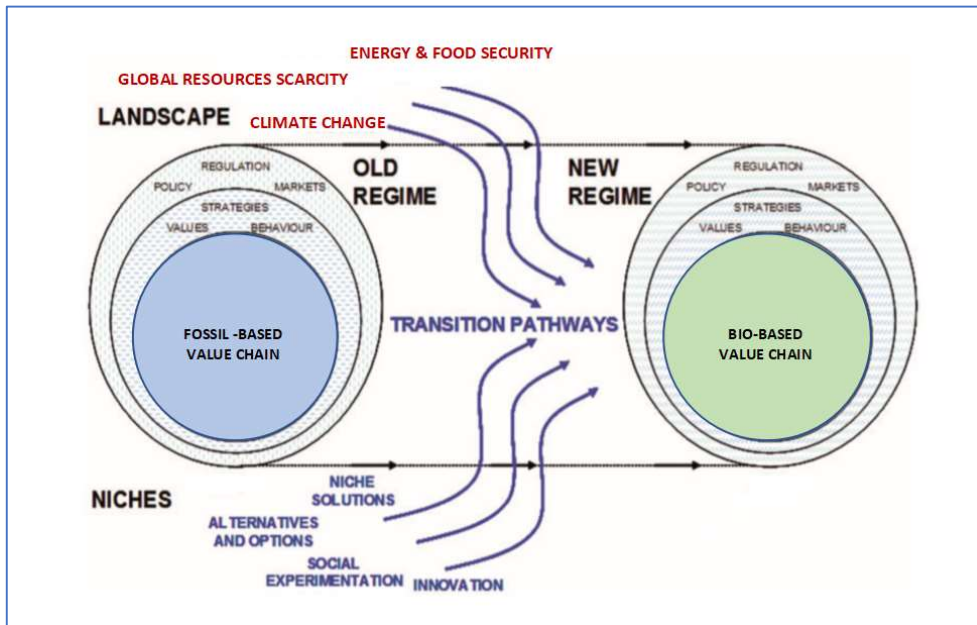 ENERGY & FOOD SECURITY
GLOBAL RESOURCES SCARCITY
LANDSCAPE
CLIMATE CHANGE
OLD
REGIME
NEW
REGIME
REGULATION
POLICY
MARKETS
STRATEGIES
VALUES
BEHAVIOUR
FOSSIL -BASED
VALUE CHAIN
TRANSITION PATHWAYS
REGULATION
POLICY
MARKETS
STRATEGIES
VALUES
BEHAVIOUR
BIO-BASED
VALUE CHAIN
NICHES
NICHE
SOLUTIONS
ALTERNATIVES
AND OPTIONS
SOCIAL
EXPERIMENTATION
INNOVATION